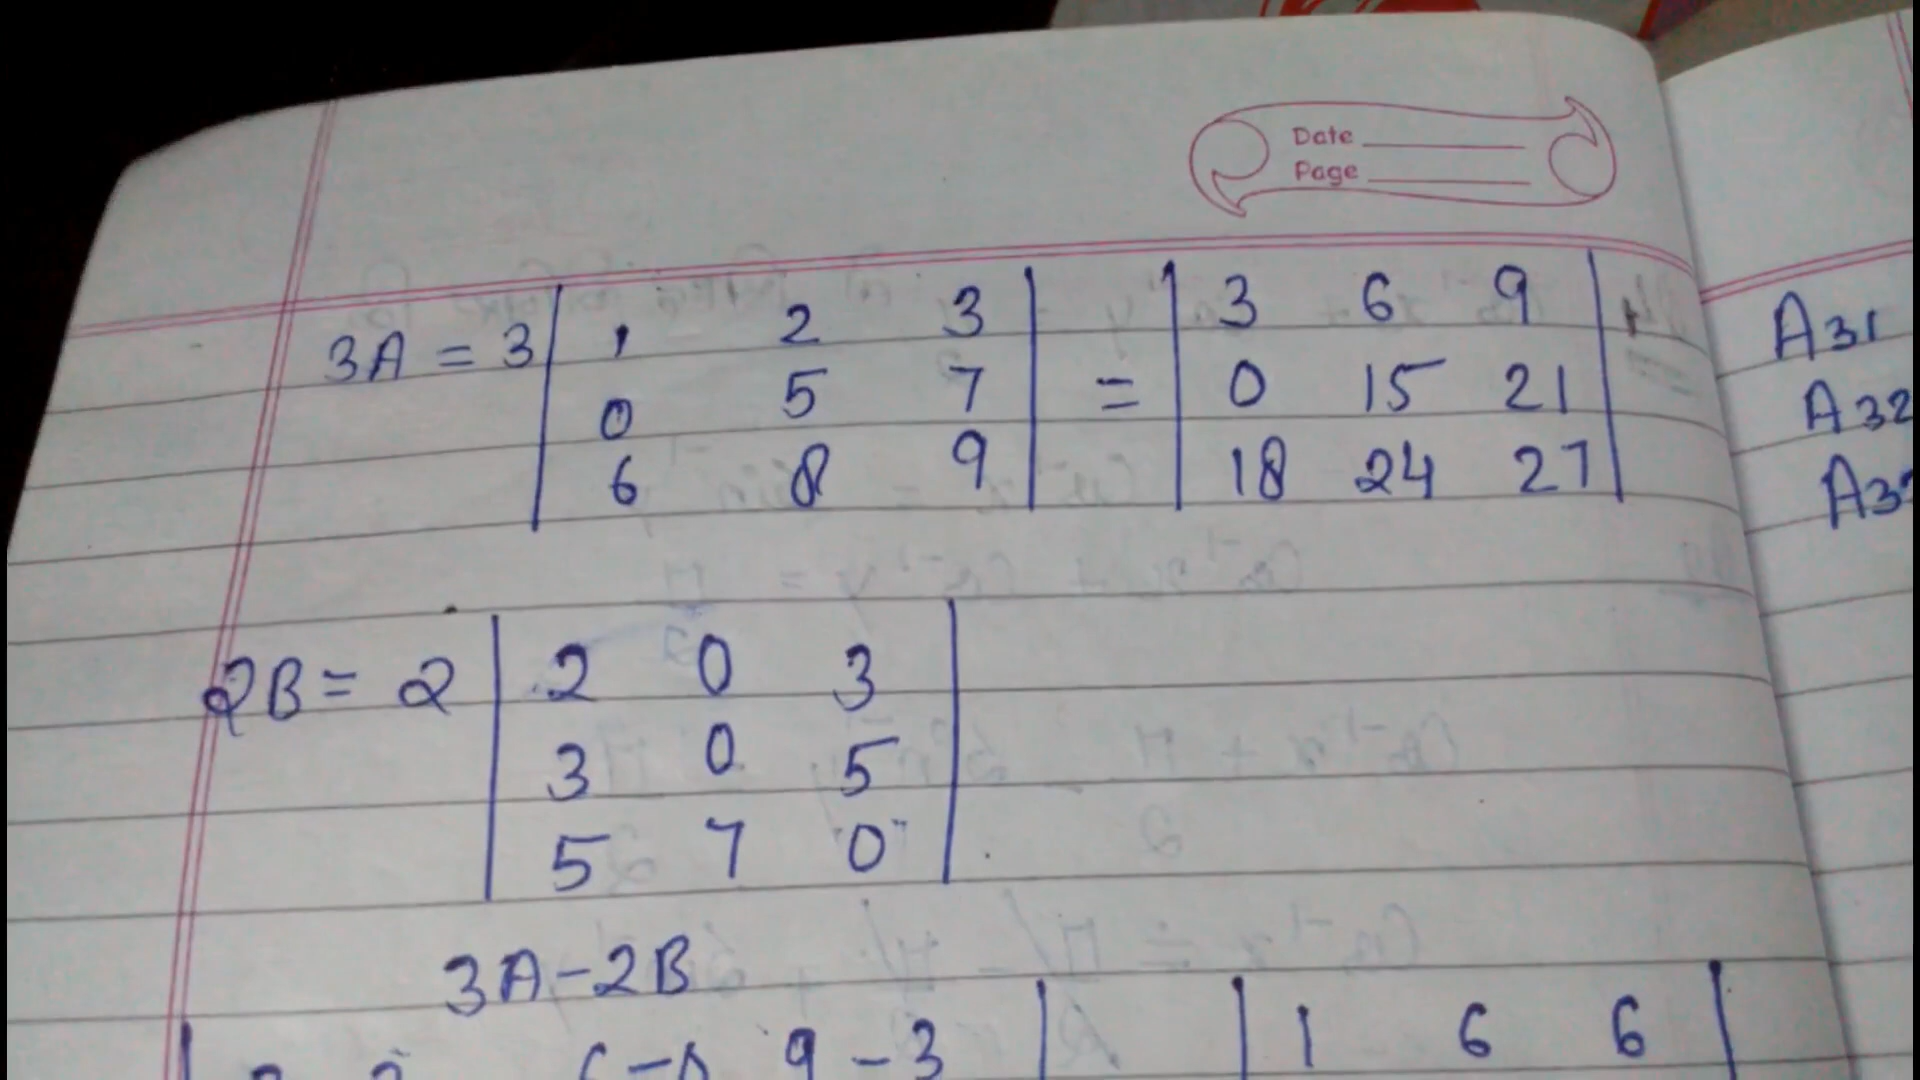 Date
Page
3A = 3 | 1 2 3 | = | 3 6 9 |
| 0 5 7 | | 0 15 21 |
| 6 8 9 | | 18 24 27 |
2B = 2 | 2 0 3 |
| 3 0 5 |
| 5 7 0 |
3A-2B
9-3 | | 1 6 6 |
A31
A32